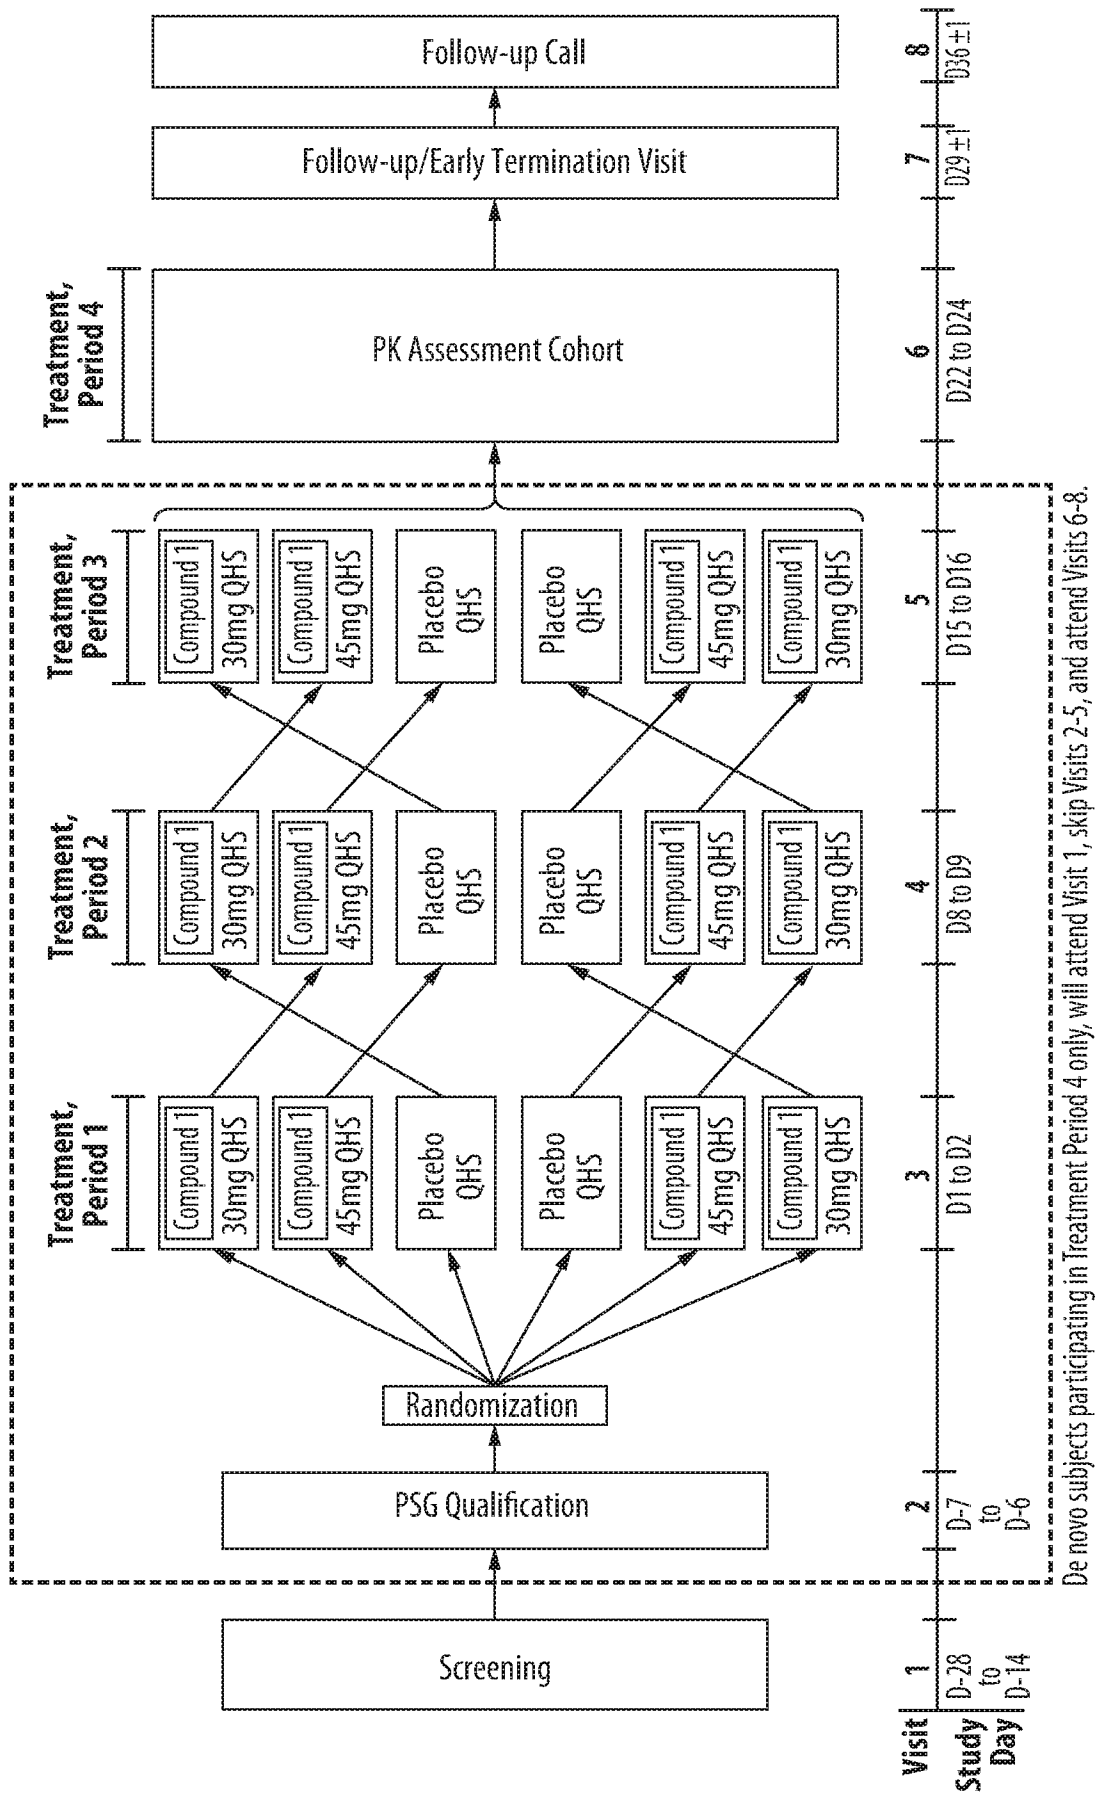 Screening
PSG Qualification
Randomization
Treatment,
Period 1
Compound 1
30mg QHS
Compound 1
45mg QHS
Placebo
QHS
Placebo
QHS
Compound 1
45mg QHS
Compound 1
30mg QHS
Treatment,
Period 2
Compound 1
30mg QHS
Compound 1
45mg QHS
Placebo
QHS
Placebo
QHS
Compound 1
45mg QHS
Compound 1
30mg QHS
Treatment,
Period 3
Compound 1
30mg QHS
Compound 1
45mg QHS
Placebo
QHS
Placebo
QHS
Compound 1
45mg QHS
Compound 1
30mg QHS
Treatment,
Period 4
PK Assessment Cohort
Follow-up/Early Termination Visit
Follow-up Call
Visit 1 2 3 4 5 6 7 8
Study
Day
D-28
to
D-14
D-7
to
D-6
D1 to D2
D8 to D9
D15 to D16
D22 to D24
D29 ±1
D36 ±1
De novo subjects participating in Treatment Period 4 only, will attend Visit 1, skip Visits 2-5, and attend Visits 6-8.